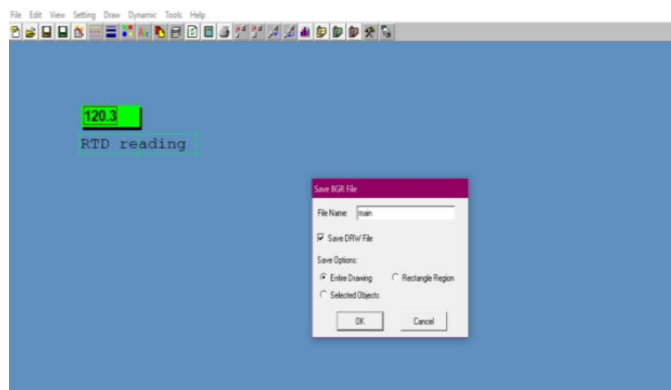 File Edit View Setting Draw Dynamic Tools Help
120.3
RTD reading
Save BGR File
File Name: main
Save DRW File
Save Options:
Entire Drawing Rectangle Region
Selected Objects
OK Cancel